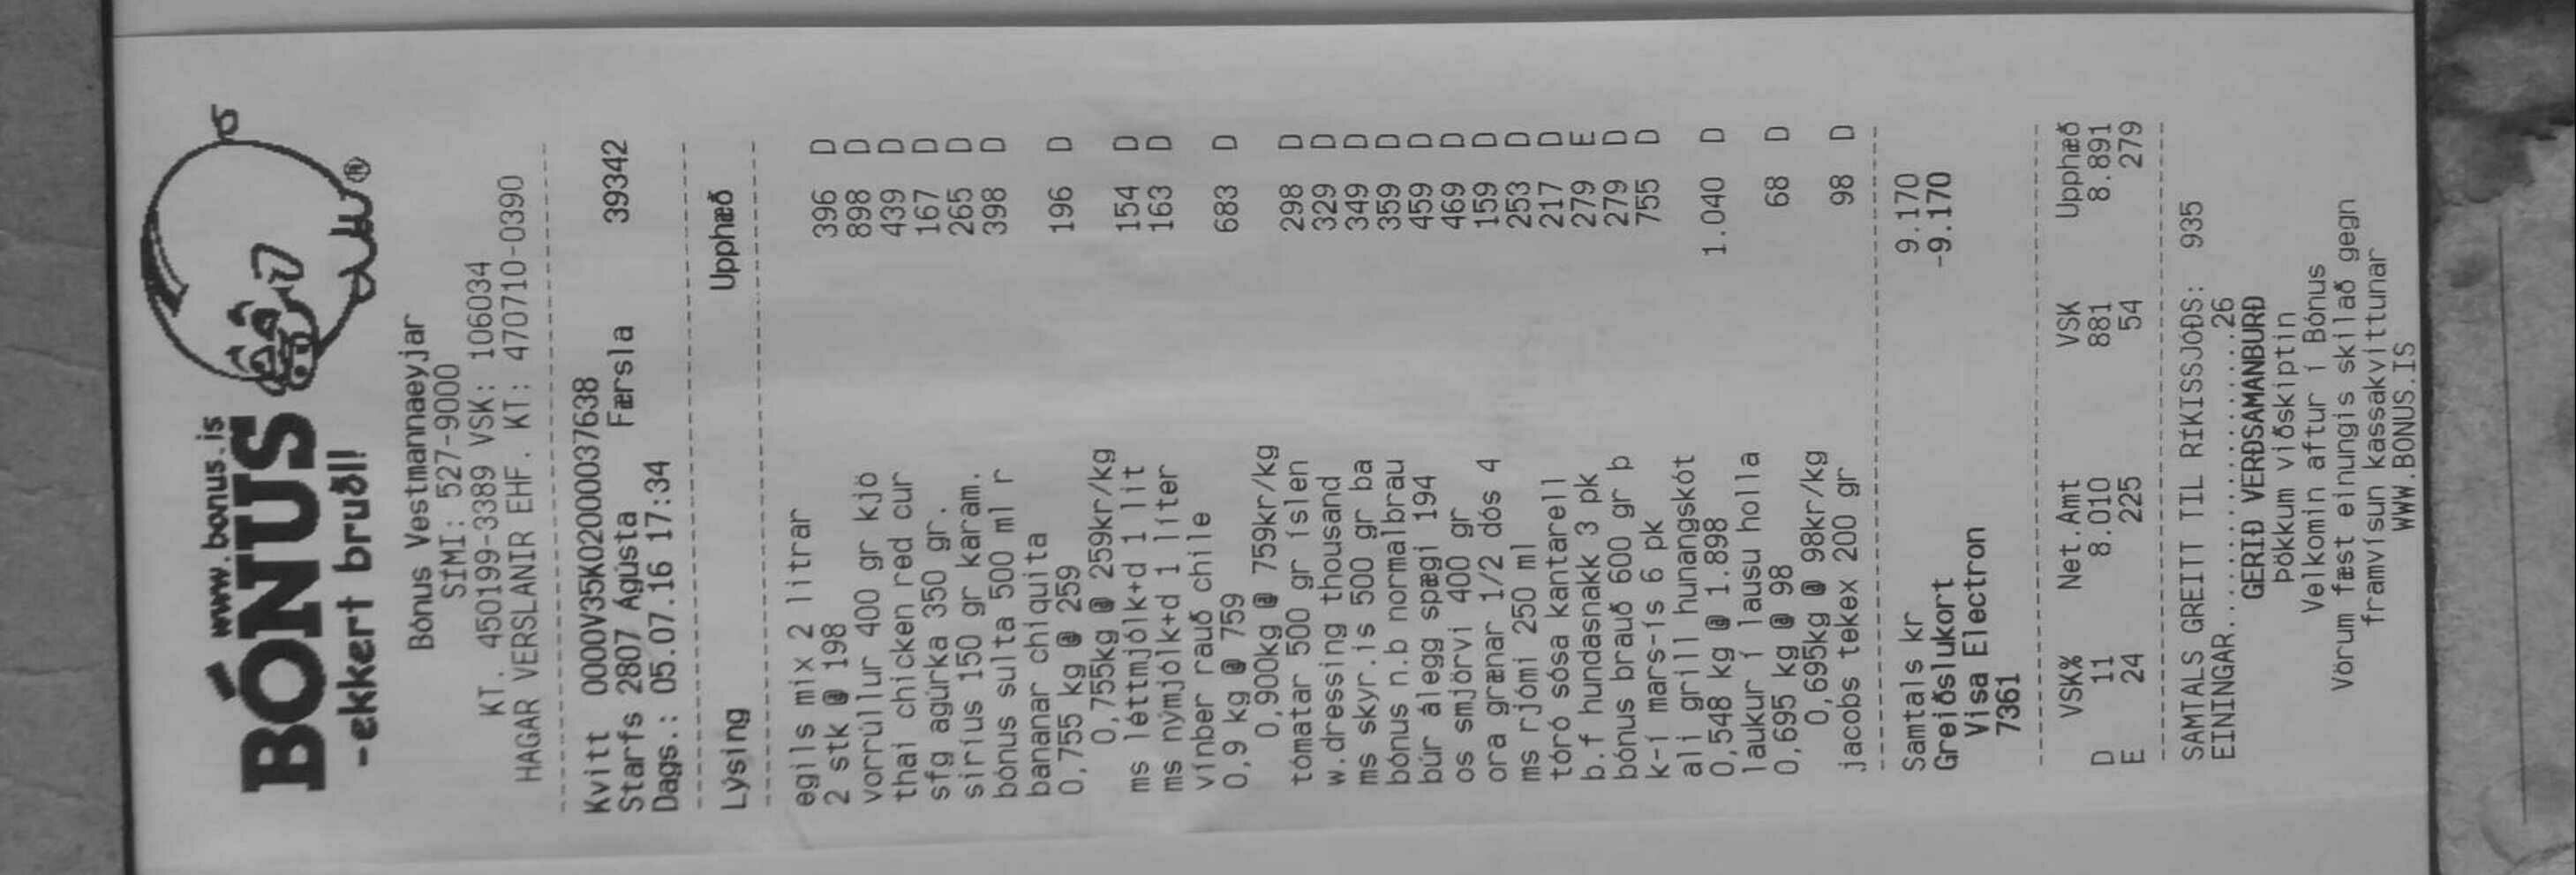 www.bonus.is
BÓNUS
-ekkert bruðl!
®
Bónus Vestmannaeyjar
SÍMI: 527-9000
KT. 450199-3389 VSK: 106034
HAGAR VERSLANIR EHF. KT: 470710-0390
Kvitt 0000V35K0200037638
Starfs 2807 Ágústa Færsla 39342
Dags.: 05.07.16 17:34
Lýsing Upphæð
egils mix 2 lítrar
2 stk @ 198 396 D
vorrúllur 400 gr kjö 898 D
thai chicken red cur 439 D
sfg agúrka 350 gr. 167 D
síríus 150 gr karam. 265 D
bónus sulta 500 ml r 398 D
bananar chiquita
0,755 kg @ 259 196 D
0,755kg @ 259kr/kg
ms léttmjólk+d 1 lít 154 D
ms nýmjólk+d 1 líter 163 D
vínber rauð chile
0,9 kg @ 759 683 D
0,900kg @ 759kr/kg
tómatar 500 gr íslen 298 D
w.dressing thousand 329 D
ms skyr.is 500 gr ba 349 D
bónus n.b normalbrau 359 D
búr álegg spægi 194 459 D
os smjörvi 400 gr 469 D
ora grænar 1/2 dós 4 159 D
ms rjómi 250 ml 253 D
tóró sósa kantarell 217 D
b.f hundasnakk 3 pk 279 E
bónus brauð 600 gr b 279 D
k-í mars-ís 6 pk 755 D
ali grill hunangskót
0,548 kg @ 1.898 1.040 D
laukur í lausu holla
0,695 kg @ 98 68 D
0,695kg @ 98kr/kg
jacobs tekex 200 gr 98 D
Samtals kr 9.170
Greiðslukort -9.170
Visa Electron
7361
VSK% Net.Amt VSK Upphæð
D 11 8.010 881 8.891
E 24 225 54 279
SAMTALS GREITT TIL RÍKISSJÓÐS: 935
EININGAR.........................26
GERIÐ VERÐSAMANBURÐ
Þökkum viðskiptin
Velkomin aftur í Bónus
Vörum fæst einungis skilað gegn
framvísun kassakvittunar
WWW.BONUS.IS